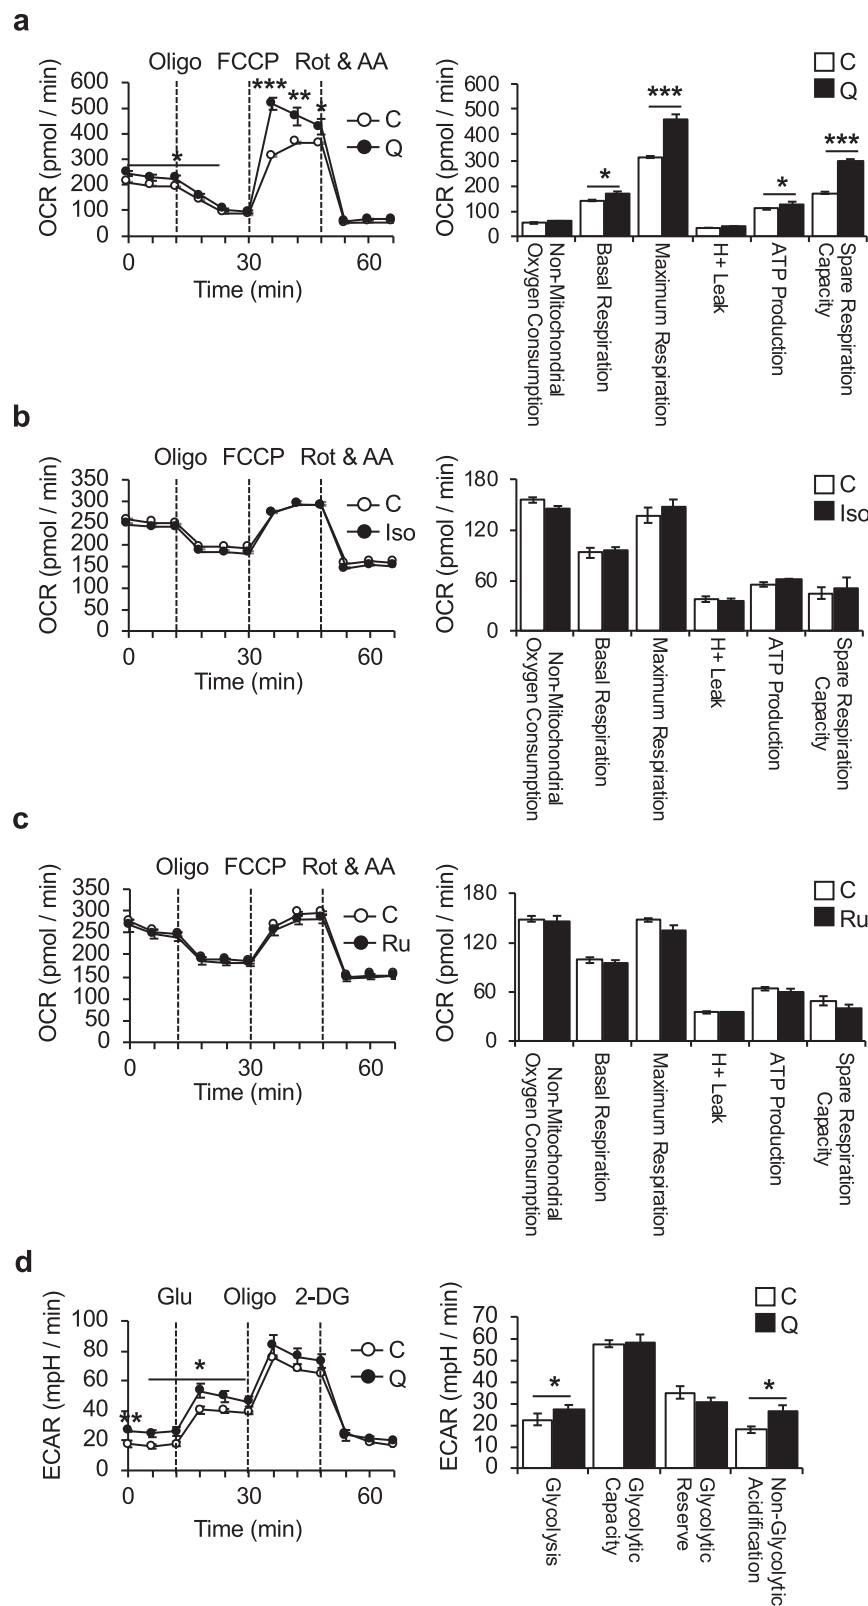 a
Oligo FCCP Rot & AA
OCR (pmol / min)
600
500
400
300
200
100
0
*
***
**
*
C
Q
0 30 60
Time (min)
OCR (pmol / min)
600
500
400
300
200
100
0
*
***
*
***
C
Q
Non-Mitochondrial
Oxygen Consumption
Basal Respiration
Maximum Respiration
H+ Leak
ATP Production
Spare Respiration
Capacity
b
Oligo FCCP Rot & AA
OCR (pmol / min)
350
300
250
200
150
100
50
0
C
Iso
0 30 60
Time (min)
OCR (pmol / min)
180
120
60
0
C
Iso
Non-Mitochondrial
Oxygen Consumption
Basal Respiration
Maximum Respiration
H+ Leak
ATP Production
Spare Respiration
Capacity
c
Oligo FCCP Rot & AA
OCR (pmol / min)
350
300
250
200
150
100
50
0
C
Ru
0 30 60
Time (min)
OCR (pmol / min)
180
120
60
0
C
Ru
Non-Mitochondrial
Oxygen Consumption
Basal Respiration
Maximum Respiration
H+ Leak
ATP Production
Spare Respiration
Capacity
d
Glu Oligo 2-DG
ECAR (mpH / min)
100
80
60
40
20
0
**
*
C
Q
0 30 60
Time (min)
ECAR (mpH / min)
70
60
50
40
30
20
10
0
*
*
C
Q
Glycolysis
Glycolytic
Capacity
Glycolytic
Reserve
Non-Glycolytic
Acidification